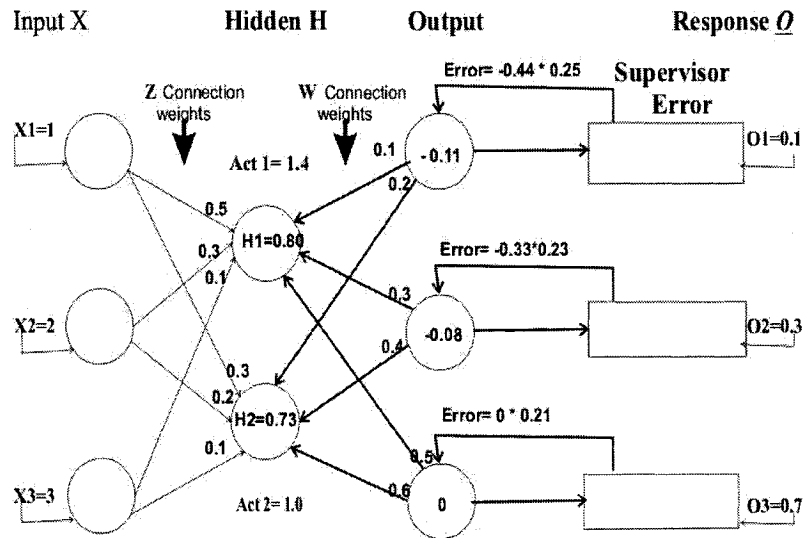 Input X
Hidden H
Output
Response O
Error= -0.44 * 0.25
Supervisor
Error
Z Connection
weights
W Connection
weights
X1=1
Act 1= 1.4
0.1
-0.11
O1=0.1
0.2
0.5
H1=0.80
0.3
0.1
Error= -0.33*0.23
0.3
X2=2
-0.08
O2=0.3
0.4
0.3
0.2
H2=0.73
0.1
Error= 0 * 0.21
0.5
0.6
X3=3
Act 2= 1.0
0
O3=0.7